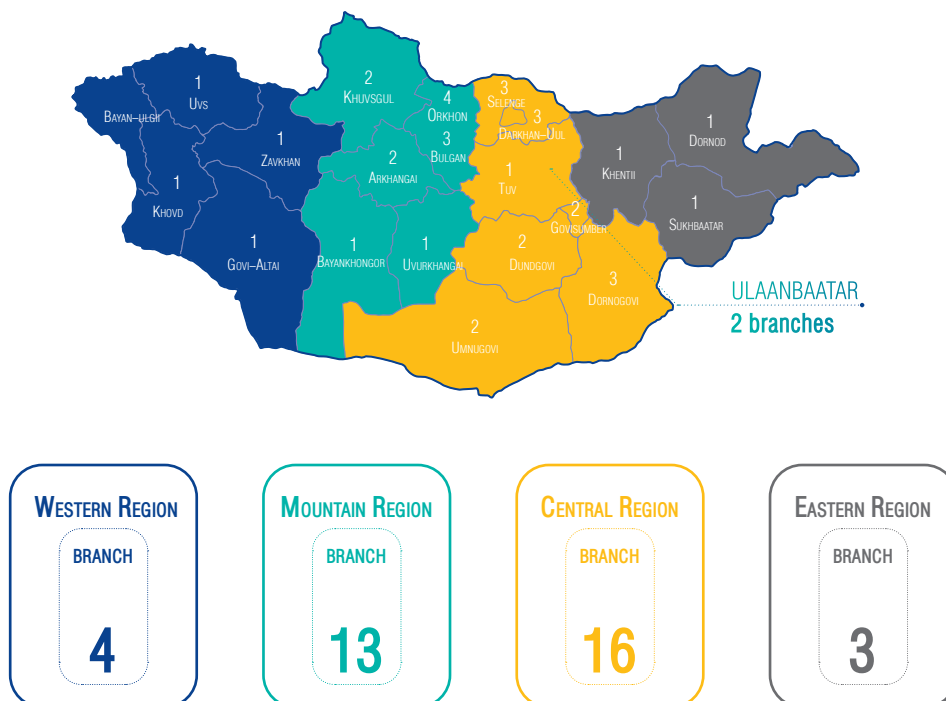 1
Uvs
Bayan–ulgii
1
Zavkhan
1
Khovd
1
Govi–Altai
2
Khuvsgul
4
Orkhon
3
Bulgan
2
Arkhangai
1
Bayankhongor
1
Uvurkhangai
3
Selenge
3
Darkhan–Uul
1
Tuv
2
Govisumber
2
Dundgovi
3
Dornogovi
2
Umnugovi
1
Khentii
1
Dornod
1
Sukhbaatar
ULAANBAATAR
2 branches
Western Region
BRANCH
4
Mountain Region
BRANCH
13
Central Region
BRANCH
16
Eastern Region
BRANCH
3